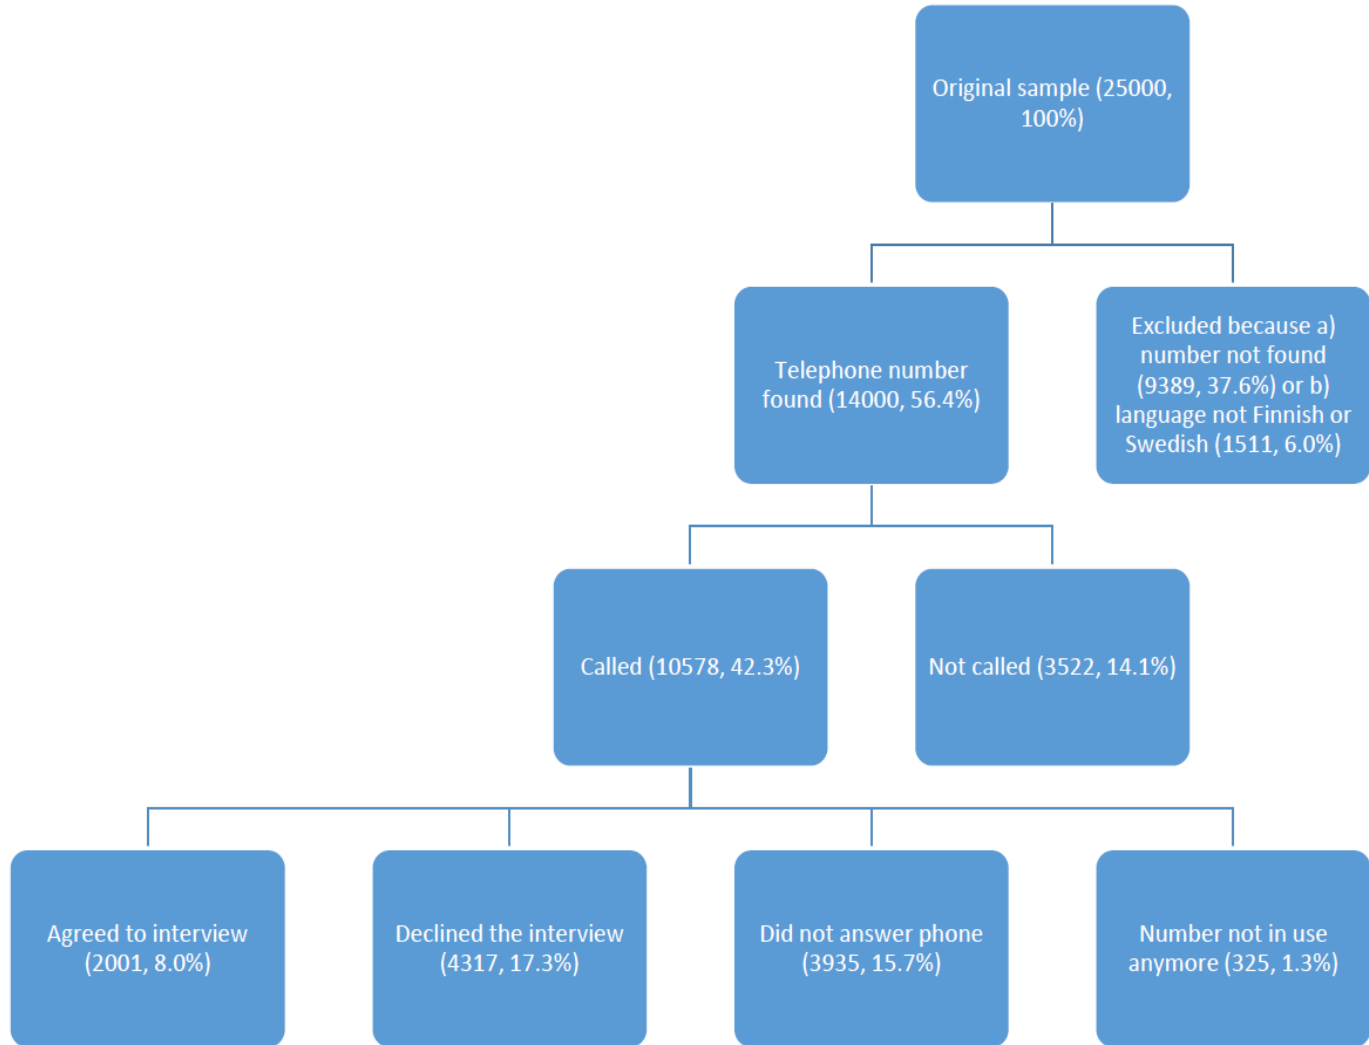 Original sample (25000,
100%)
Telephone number
found (14000, 56.4%)
Excluded because a)
number not found
(9389, 37.6%) or b)
language not Finnish or
Swedish (1511, 6.0%)
Called (10578, 42.3%)
Not called (3522, 14.1%)
Agreed to interview
(2001, 8.0%)
Declined the interview
(4317, 17.3%)
Did not answer phone
(3935, 15.7%)
Number not in use
anymore (325, 1.3%)